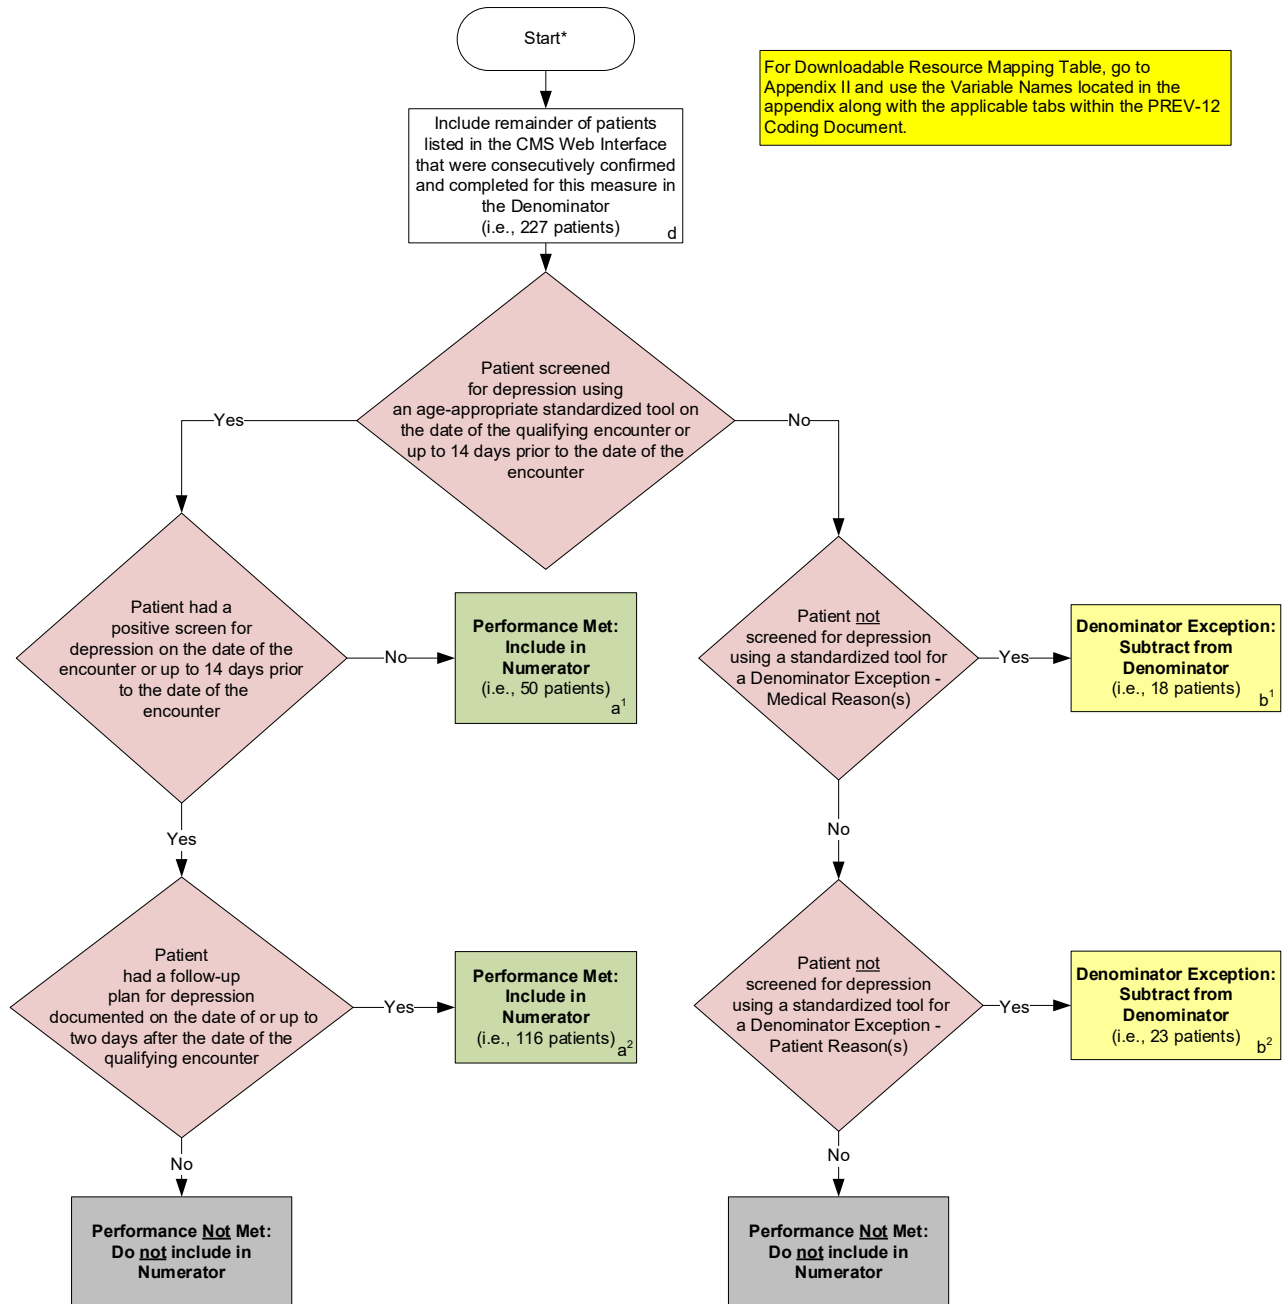 Start*
For Downloadable Resource Mapping Table, go to
Appendix II and use the Variable Names located in the
appendix along with the applicable tabs within the PREV-12
Coding Document.
Include remainder of patients
listed in the CMS Web Interface
that were consecutively confirmed
and completed for this measure in
the Denominator
(i.e., 227 patients)
d
Patient screened
for depression using
an age-appropriate standardized tool on
the date of the qualifying encounter or
up to 14 days prior to the date of the
encounter
Yes
No
Patient had a
positive screen for
depression on the date of the
encounter or up to 14 days prior
to the date of the
encounter
No
Performance Met:
Include in
Numerator
(i.e., 50 patients)
a1
Patient not
screened for depression
using a standardized tool for
a Denominator Exception -
Medical Reason(s)
Yes
Denominator Exception:
Subtract from
Denominator
(i.e., 18 patients)
b1
Yes
No
Patient
had a follow-up
plan for depression
documented on the date of or up to
two days after the date of the
qualifying encounter
Yes
Performance Met:
Include in
Numerator
(i.e., 116 patients)
a2
Patient not
screened for depression
using a standardized tool for
a Denominator Exception -
Patient Reason(s)
Yes
Denominator Exception:
Subtract from
Denominator
(i.e., 23 patients)
b2
No
No
Performance Not Met:
Do not include in
Numerator
Performance Not Met:
Do not include in
Numerator